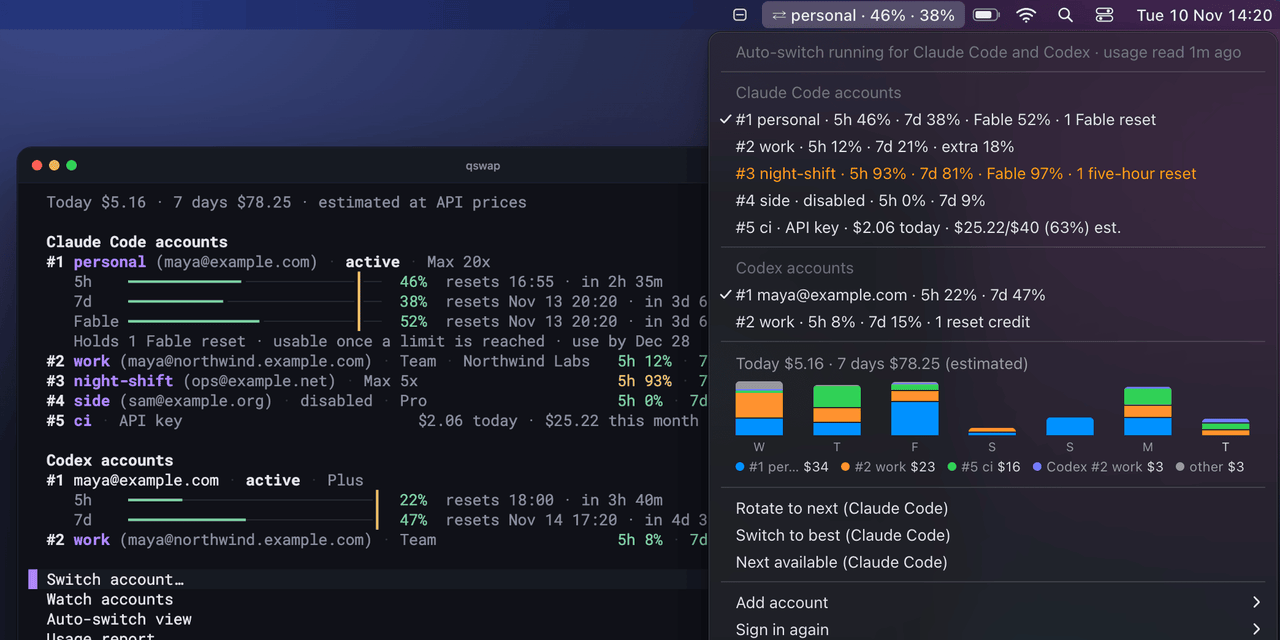 personal · 46% · 38%
Tue 10 Nov 14:20
qswap
Today $5.16 · 7 days $78.25 · estimated at API prices
Claude Code accounts
#1 personal (maya@example.com) · active · Max 20x
5h 46% resets 16:55 · in 2h 35m
7d 38% resets Nov 13 20:20 · in 3d 6
Fable 52% resets Nov 13 20:20 · in 3d 6
Holds 1 Fable reset · usable once a limit is reached · use by Dec 28
#2 work (maya@northwind.example.com) · Team · Northwind Labs 5h 12% · 7
#3 night-shift (ops@example.net) · Max 5x 5h 93% · 7
#4 side (sam@example.org) · disabled · Pro 5h 0% · 7d
#5 ci · API key $2.06 today · $25.22 this month
Codex accounts
#1 maya@example.com · active · Plus
5h 22% resets 18:00 · in 3h 40m
7d 47% resets Nov 14 17:20 · in 4d 3
#2 work (maya@northwind.example.com) · Team 5h 8% · 7d
Switch account…
Watch accounts
Auto-switch view
Usage report
Auto-switch running for Claude Code and Codex · usage read 1m ago
Claude Code accounts
#1 personal · 5h 46% · 7d 38% · Fable 52% · 1 Fable reset
#2 work · 5h 12% · 7d 21% · extra 18%
#3 night-shift · 5h 93% · 7d 81% · Fable 97% · 1 five-hour reset
#4 side · disabled · 5h 0% · 7d 9%
#5 ci · API key · $2.06 today · $25.22/$40 (63%) est.
Codex accounts
#1 maya@example.com · 5h 22% · 7d 47%
#2 work · 5h 8% · 7d 15% · 1 reset credit
Today $5.16 · 7 days $78.25 (estimated)
W T F S S M T
#1 per... $34 #2 work $23 #5 ci $16 Codex #2 work $3 other $3
Rotate to next (Claude Code)
Switch to best (Claude Code)
Next available (Claude Code)
Add account
Sign in again